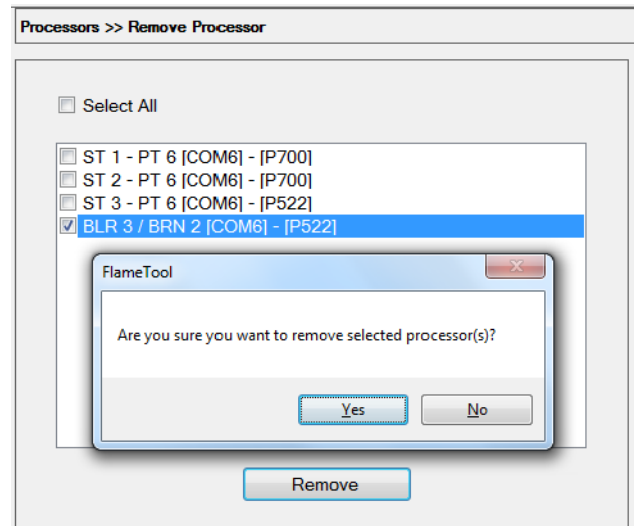 Processors >> Remove Processor
Select All
ST 1 - PT 6 [COM6] - [P700]
ST 2 - PT 6 [COM6] - [P700]
ST 3 - PT 6 [COM6] - [P522]
BLR 3 / BRN 2 [COM6] - [P522]
FlameTool
Are you sure you want to remove selected processor(s)?
Yes No
Remove